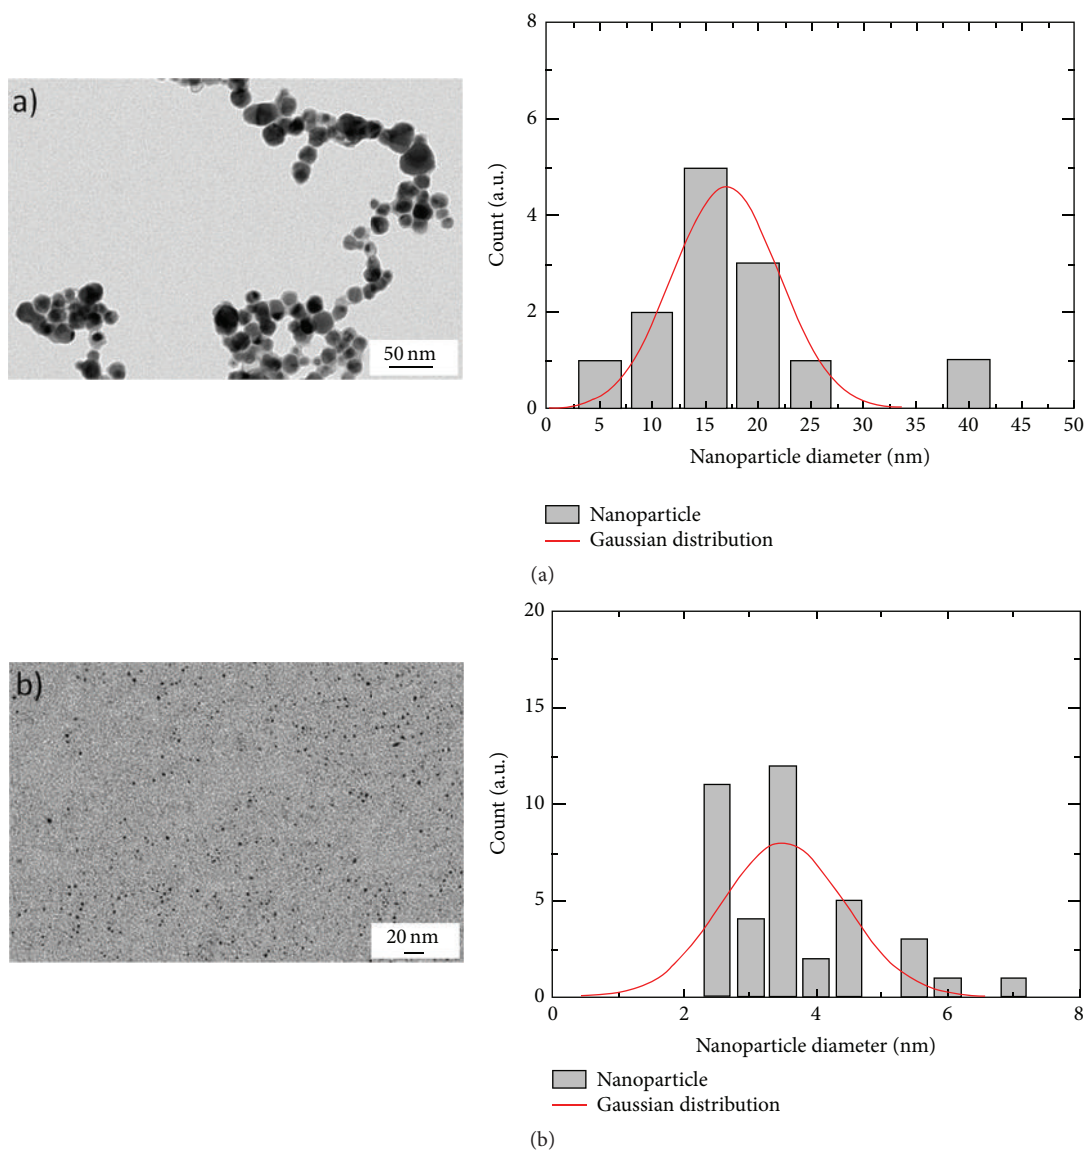 a)
50 nm
8
6
4
2
0
Count (a.u.)
0 5 10 15 20 25 30 35 40 45 50
Nanoparticle diameter (nm)
Nanoparticle
Gaussian distribution
(a)
b)
20 nm
20
15
10
5
0
Count (a.u.)
0 2 4 6 8
Nanoparticle diameter (nm)
Nanoparticle
Gaussian distribution
(b)